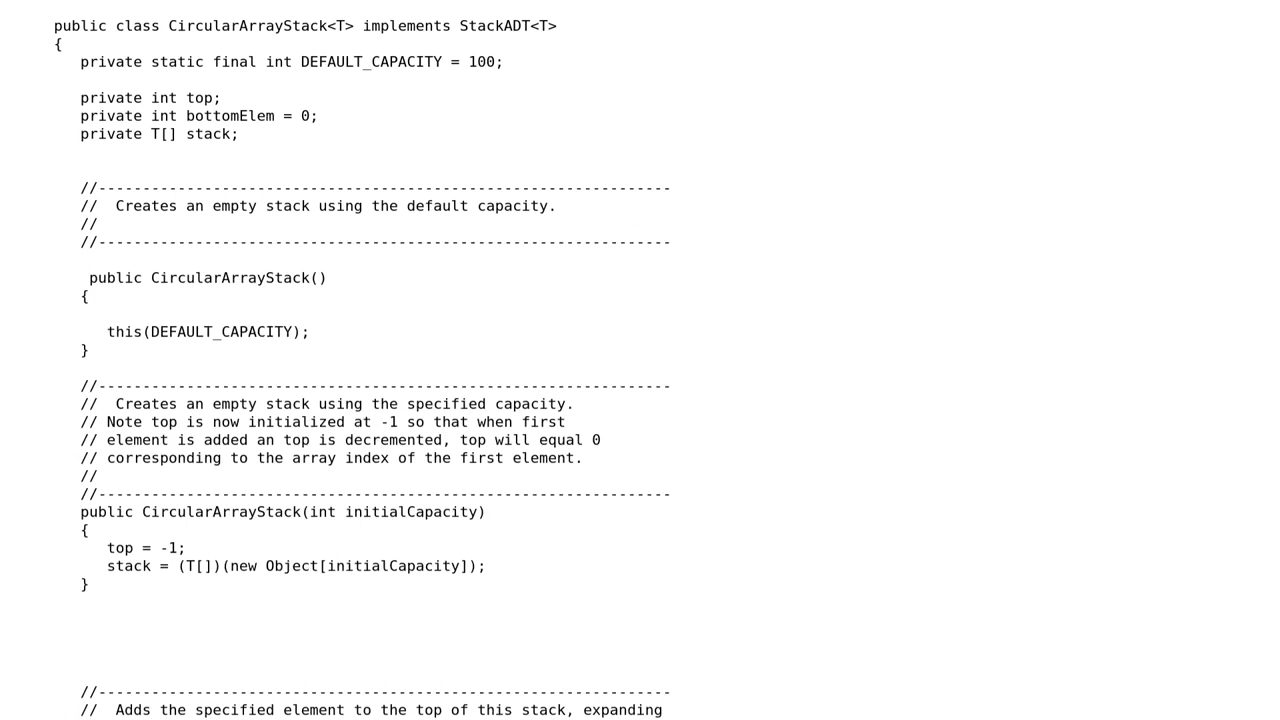 public class CircularArrayStack<T> implements StackADT<T>
{
private static final int DEFAULT_CAPACITY = 100;
private int top;
private int bottomElem = 0;
private T[] stack;
//-----------------------------------------------------------------
//  Creates an empty stack using the default capacity.
//
//-----------------------------------------------------------------
public CircularArrayStack()
{
this(DEFAULT_CAPACITY);
}
//-----------------------------------------------------------------
//  Creates an empty stack using the specified capacity.
// Note top is now initialized at -1 so that when first
// element is added an top is decremented, top will equal 0
// corresponding to the array index of the first element.
//
//-----------------------------------------------------------------
public CircularArrayStack(int initialCapacity)
{
top = -1;
stack = (T[])(new Object[initialCapacity]);
}
//-----------------------------------------------------------------
//  Adds the specified element to the top of this stack, expanding